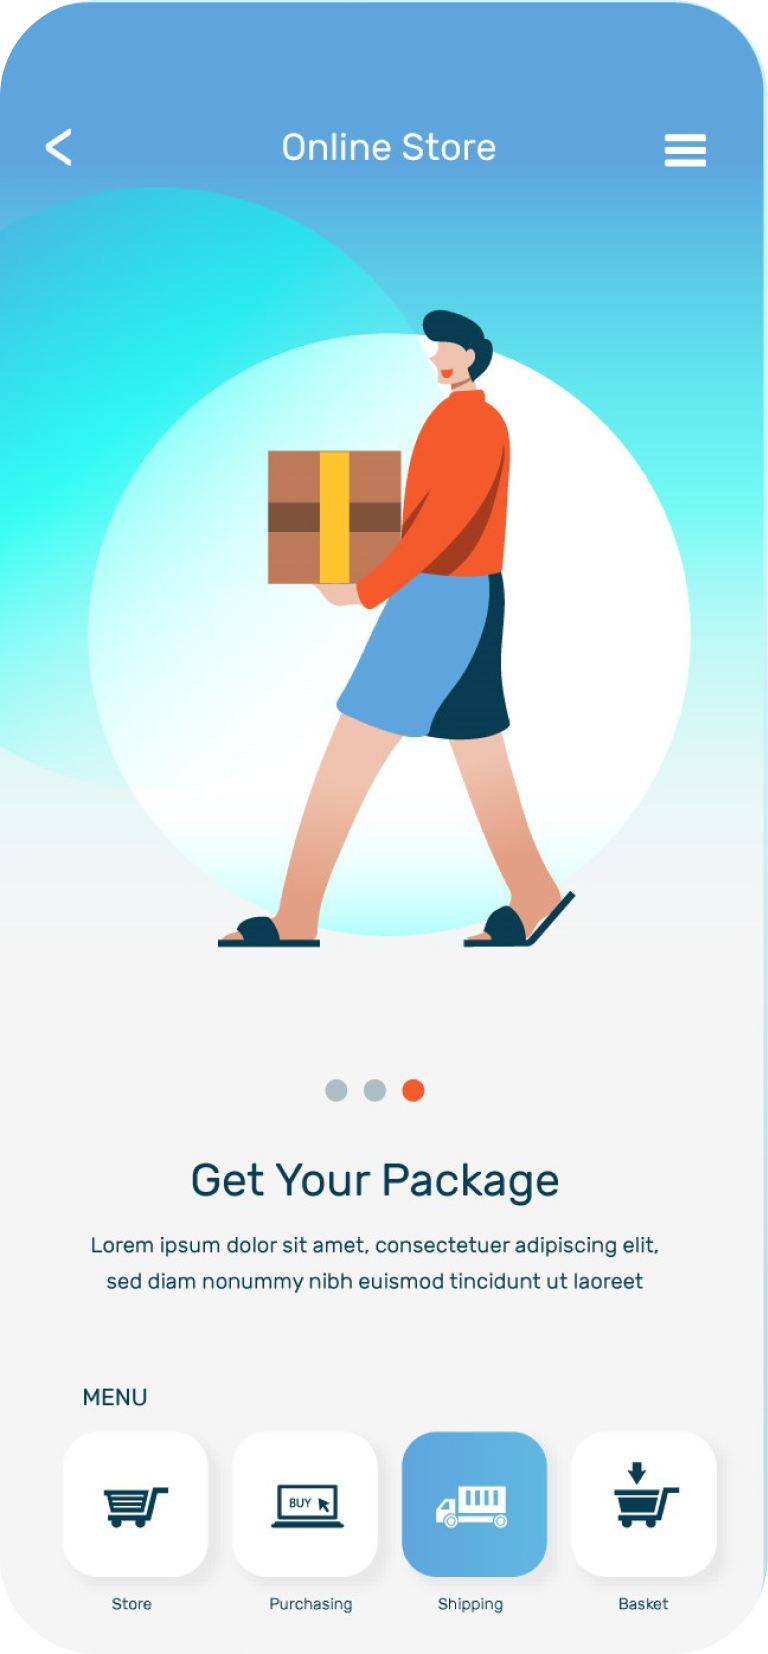 Online Store
Get Your Package
Lorem ipsum dolor sit amet, consectetuer adipiscing elit,
sed diam nonummy nibh euismod tincidunt ut laoreet
MENU
BUY
Store
Purchasing
Shipping
Basket